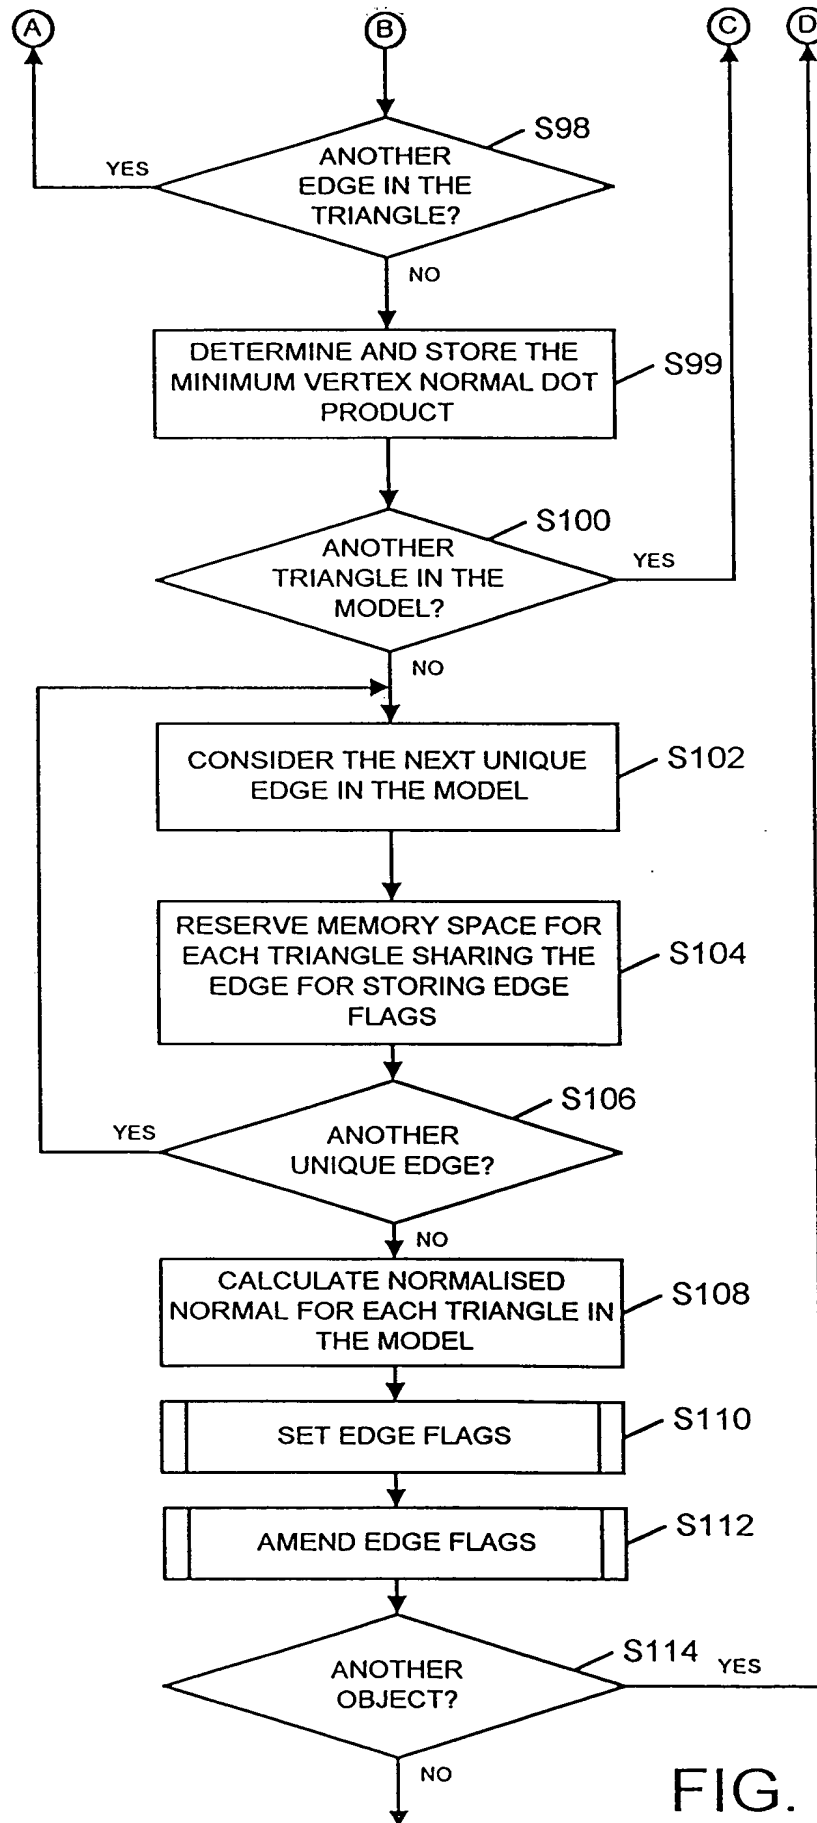 A
B
C
D
S98
ANOTHER
EDGE IN THE
TRIANGLE?
YES
NO
DETERMINE AND STORE THE
MINIMUM VERTEX NORMAL DOT
PRODUCT
S99
S100
ANOTHER
TRIANGLE IN THE
MODEL?
YES
NO
CONSIDER THE NEXT UNIQUE
EDGE IN THE MODEL
S102
RESERVE MEMORY SPACE FOR
EACH TRIANGLE SHARING THE
EDGE FOR STORING EDGE
FLAGS
S104
S106
ANOTHER
UNIQUE EDGE?
YES
NO
CALCULATE NORMALISED
NORMAL FOR EACH TRIANGLE IN
THE MODEL
S108
SET EDGE FLAGS
S110
AMEND EDGE FLAGS
S112
S114
ANOTHER
OBJECT?
YES
NO
FIG.